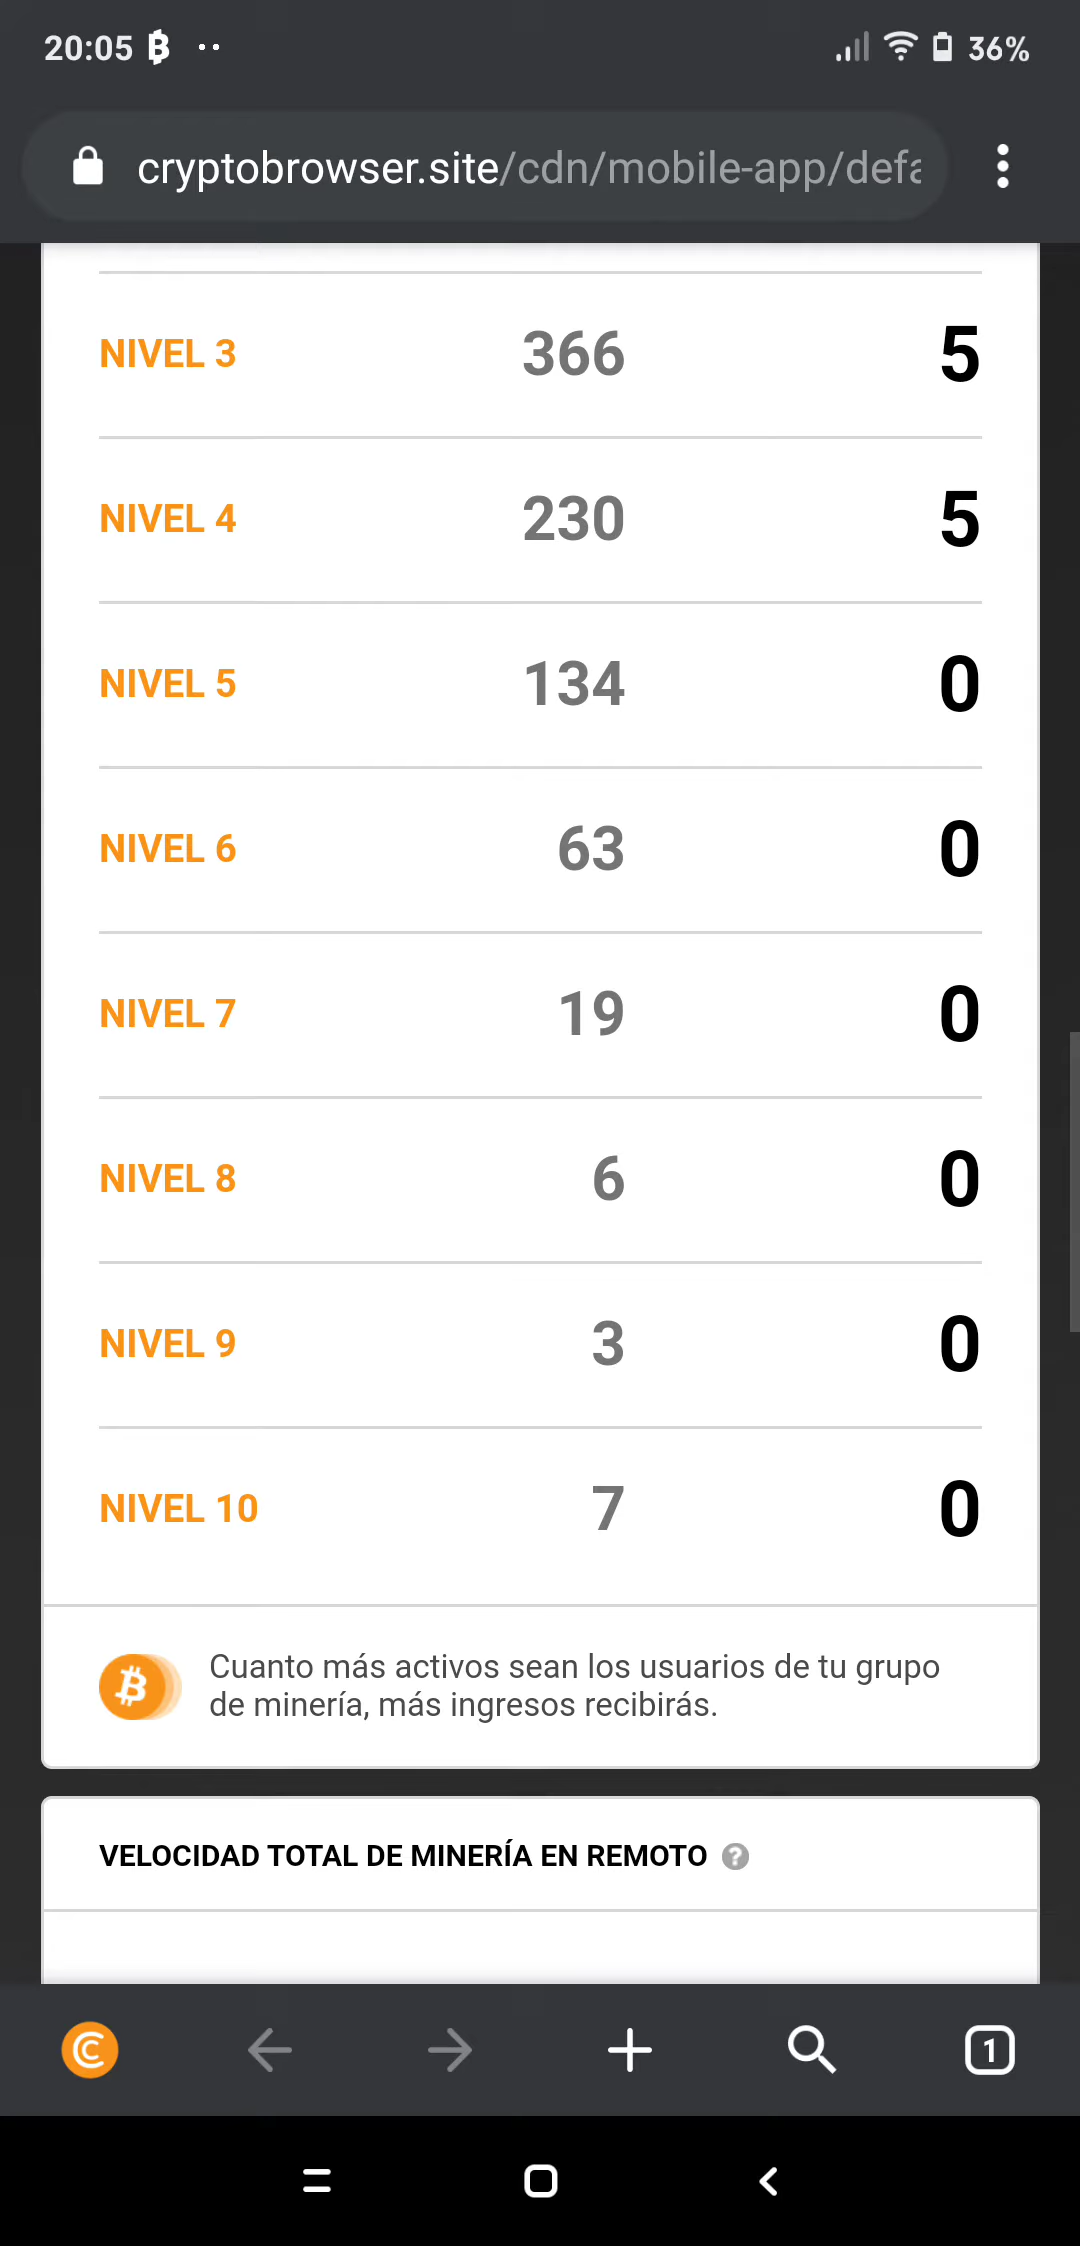 20:05
36%
cryptobrowser.site/cdn/mobile-app/defa
NIVEL 3 366 5
NIVEL 4 230 5
NIVEL 5 134 0
NIVEL 6 63 0
NIVEL 7 19 0
NIVEL 8 6 0
NIVEL 9 3 0
NIVEL 10 7 0
Cuanto más activos sean los usuarios de tu grupo
de minería, más ingresos recibirás.
VELOCIDAD TOTAL DE MINERÍA EN REMOTO ?
1